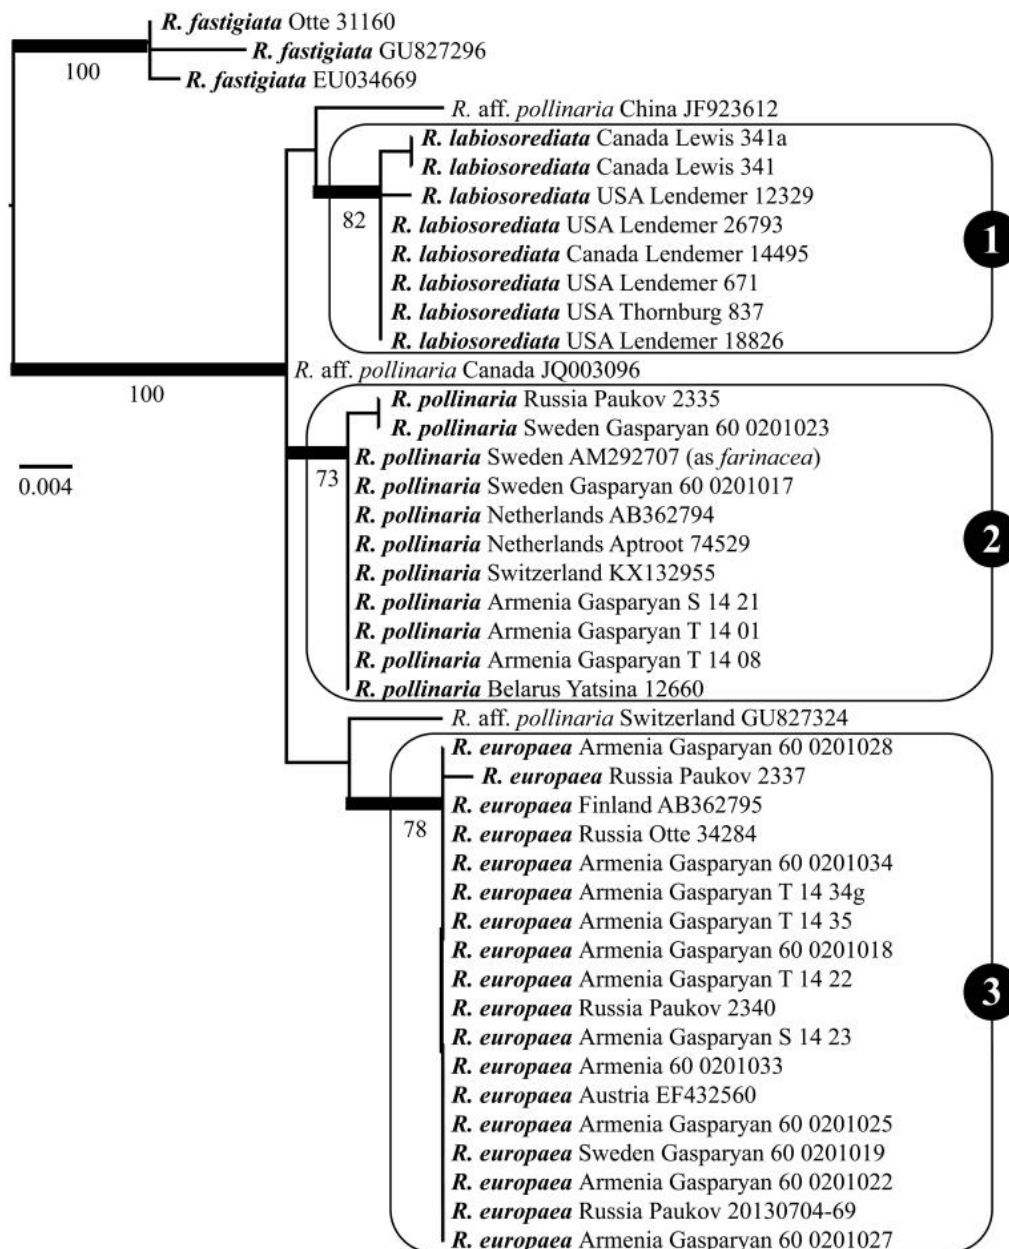 R. fastigiata Otte 31160
R. fastigiata GU827296
100
R. fastigiata EU034669
R. aff. pollinaria China JF923612
R. labiosorediata Canada Lewis 341a
R. labiosorediata Canada Lewis 341
R. labiosorediata USA Lendemer 12329
82
R. labiosorediata USA Lendemer 26793
1
R. labiosorediata Canada Lendemer 14495
R. labiosorediata USA Lendemer 671
R. labiosorediata USA Thornburg 837
R. labiosorediata USA Lendemer 18826
R. aff. pollinaria Canada JQ003096
100
R. pollinaria Russia Paukov 2335
R. pollinaria Sweden Gasparyan 60 0201023
R. pollinaria Sweden AM292707 (as farinacea)
0.004
73
R. pollinaria Sweden Gasparyan 60 0201017
R. pollinaria Netherlands AB362794
2
R. pollinaria Netherlands Aptroot 74529
R. pollinaria Switzerland KX132955
R. pollinaria Armenia Gasparyan S 14 21
R. pollinaria Armenia Gasparyan T 14 01
R. pollinaria Armenia Gasparyan T 14 08
R. pollinaria Belarus Yatsina 12660
R. aff. pollinaria Switzerland GU827324
R. europaea Armenia Gasparyan 60 0201028
R. europaea Russia Paukov 2337
R. europaea Finland AB362795
78
R. europaea Russia Otte 34284
R. europaea Armenia Gasparyan 60 0201034
R. europaea Armenia Gasparyan T 14 34g
R. europaea Armenia Gasparyan T 14 35
R. europaea Armenia Gasparyan 60 0201018
R. europaea Armenia Gasparyan T 14 22
3
R. europaea Russia Paukov 2340
R. europaea Armenia Gasparyan S 14 23
R. europaea Armenia 60 0201033
R. europaea Austria EF432560
R. europaea Armenia Gasparyan 60 0201025
R. europaea Sweden Gasparyan 60 0201019
R. europaea Armenia Gasparyan 60 0201022
R. europaea Russia Paukov 20130704-69
R. europaea Armenia Gasparyan 60 0201027